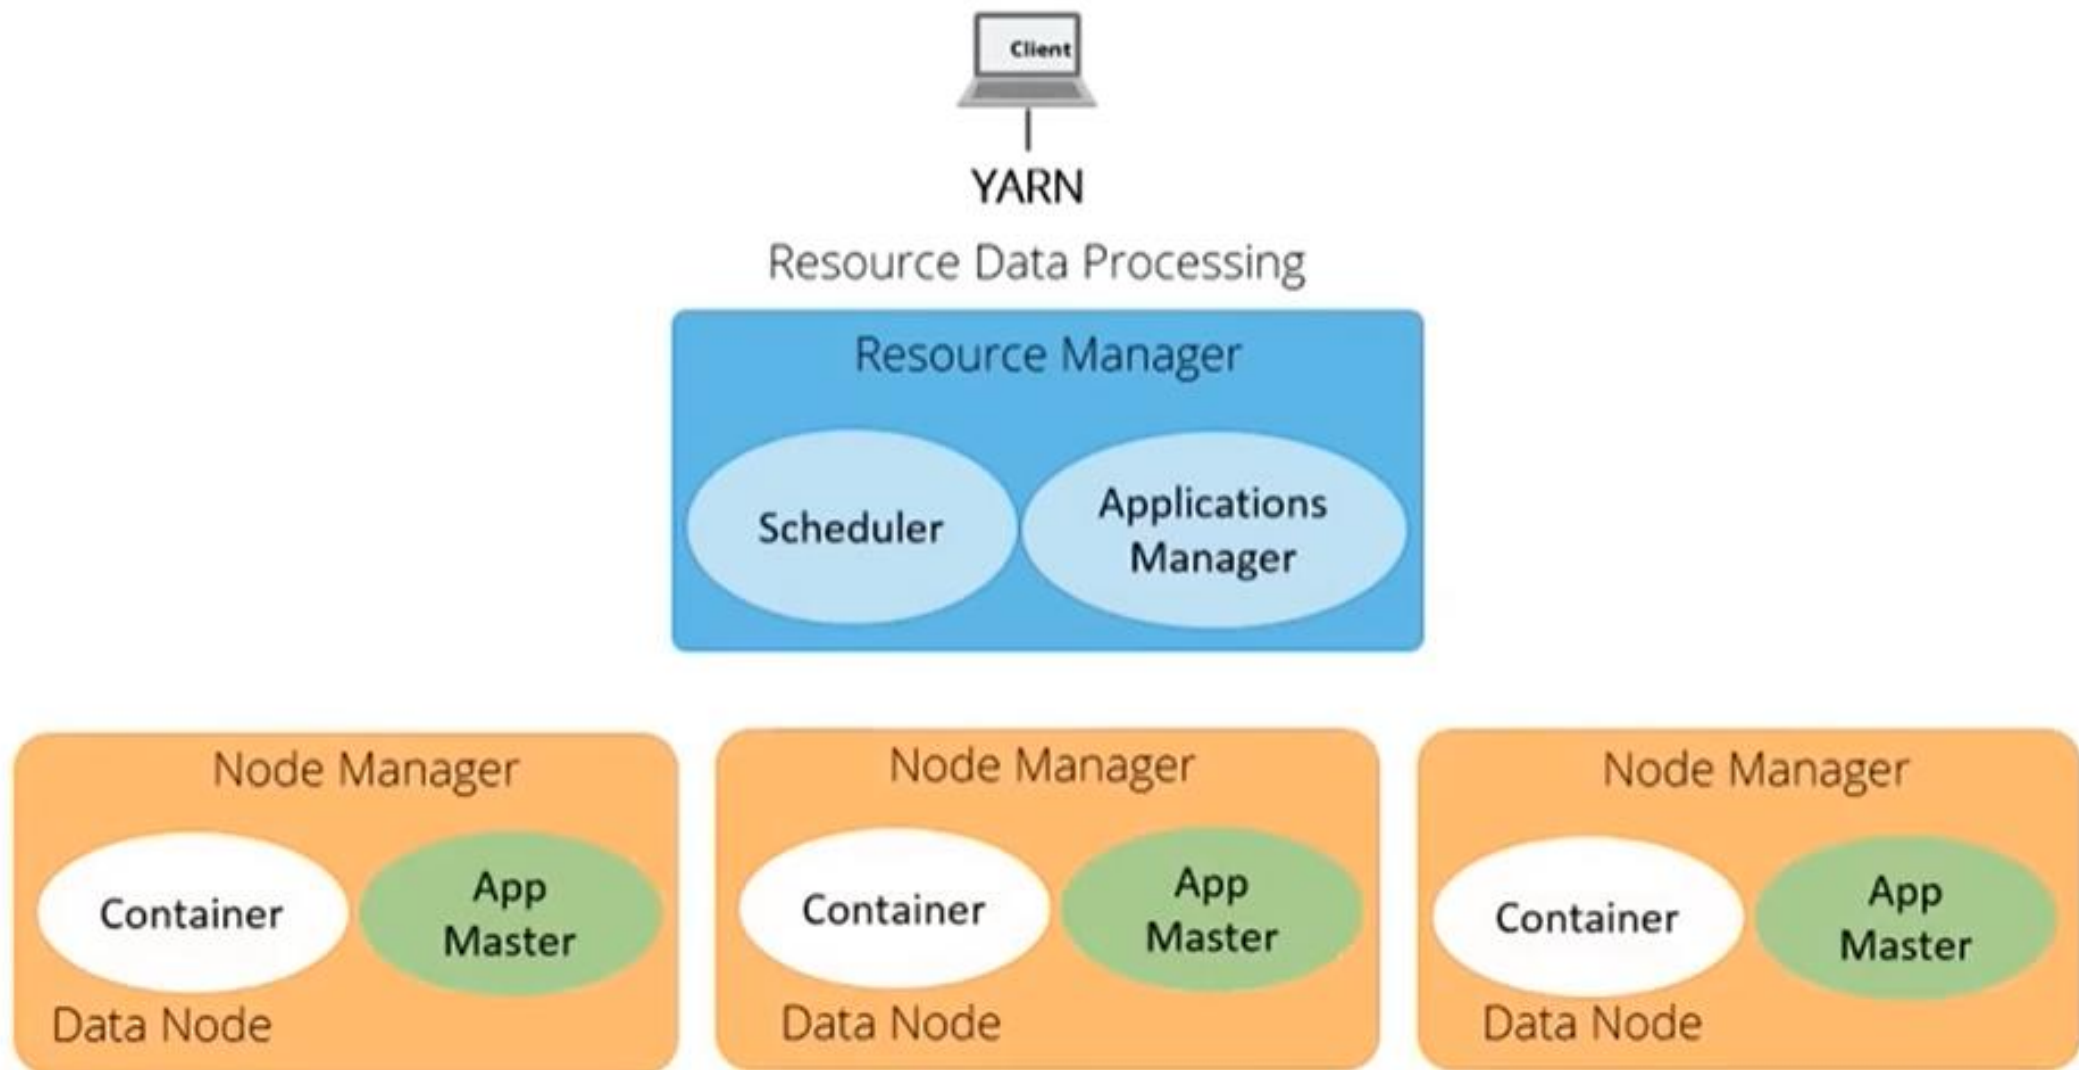 Client
YARN
Resource Data Processing
Resource Manager
Scheduler
Applications
Manager
Node Manager
Container
App
Master
Data Node
Node Manager
Container
App
Master
Data Node
Node Manager
Container
App
Master
Data Node